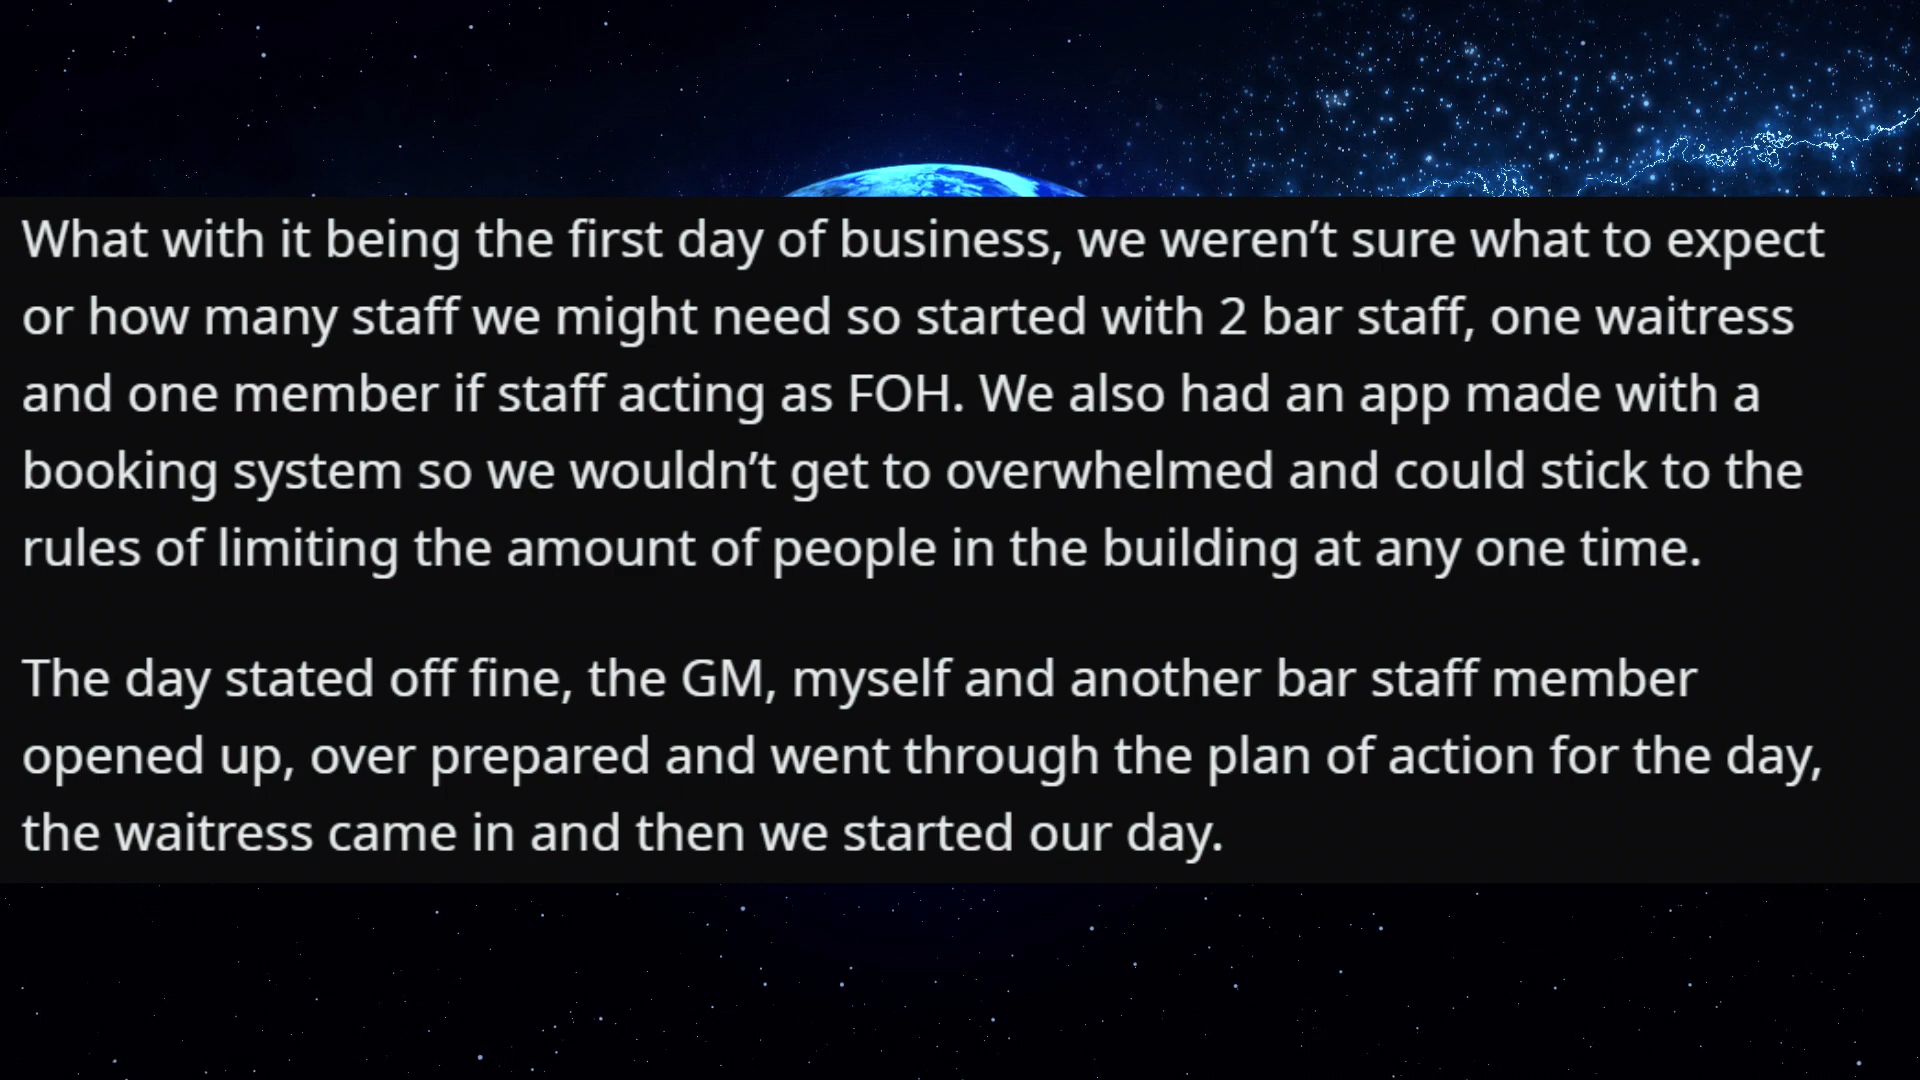 What with it being the first day of business, we weren’t sure what to expect
or how many staff we might need so started with 2 bar staff, one waitress
and one member if staff acting as FOH. We also had an app made with a
booking system so we wouldn’t get to overwhelmed and could stick to the
rules of limiting the amount of people in the building at any one time.
The day stated off fine, the GM, myself and another bar staff member
opened up, over prepared and went through the plan of action for the day,
the waitress came in and then we started our day.